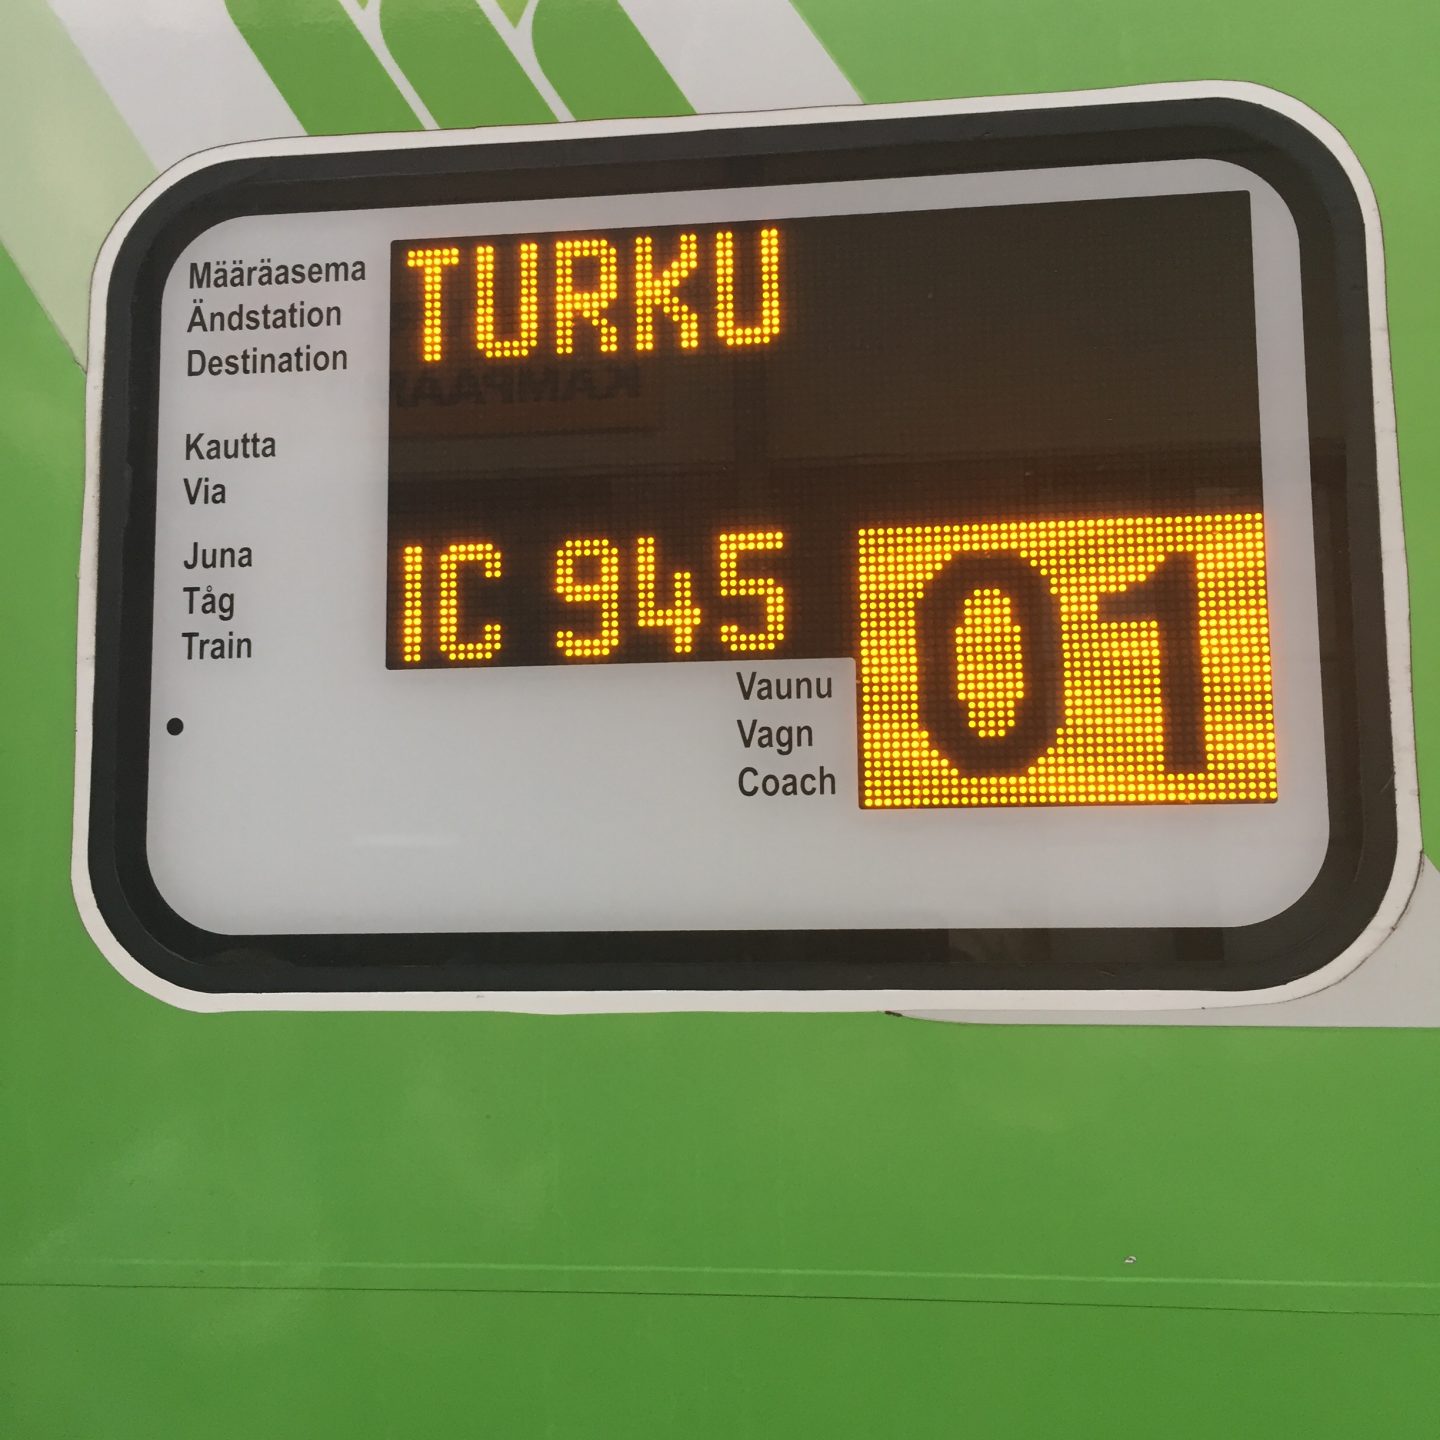 Määräasema
Ändstation
Destination
TURKU
Kautta
Via
Juna
Tåg
Train
IC 945
Vaunu
Vagn
Coach
01